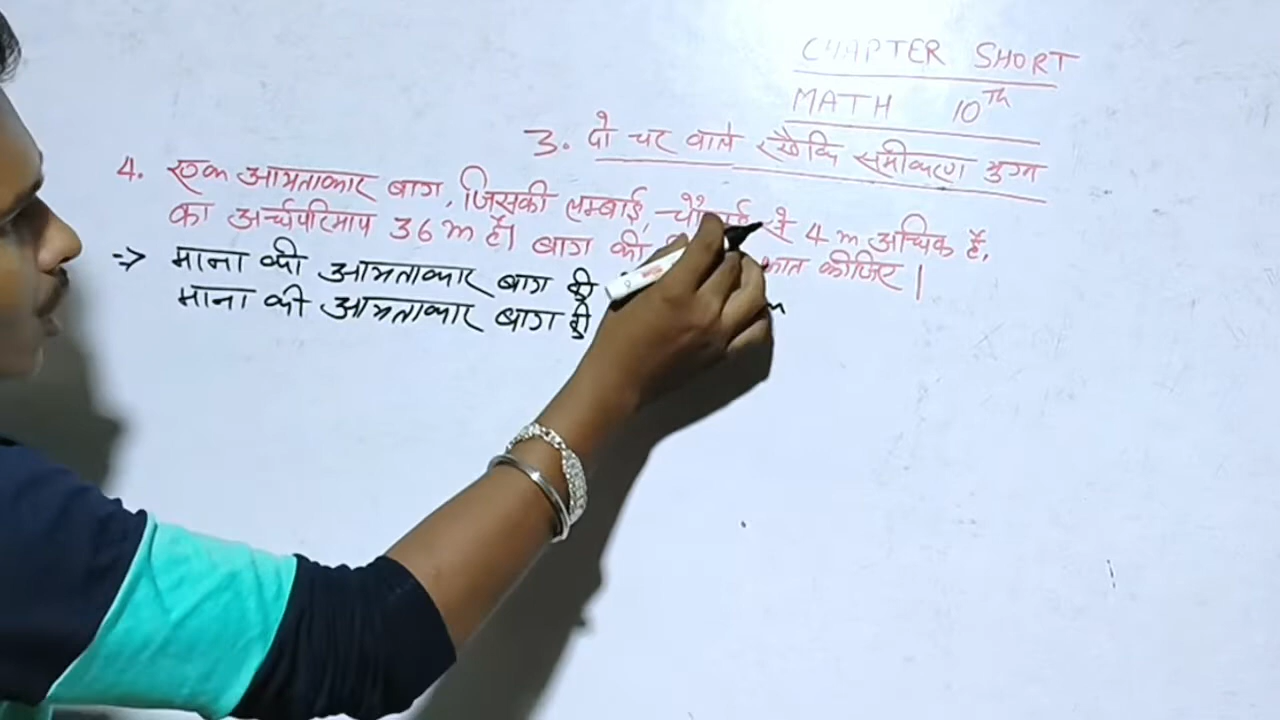 CHAPTER SHORT
MATH 10Th
3. दो चर वाले रैखिक समीकरण युग्म
4. एक आयताकार बाग, जिसकी लम्बाई, चौड़ाई से 4 m अधिक है,
का अर्धपरिमाप 36 m है। बाग की ज्ञात कीजिए।
=> माना की आयताकार बाग की
माना की आयताकार बाग की m